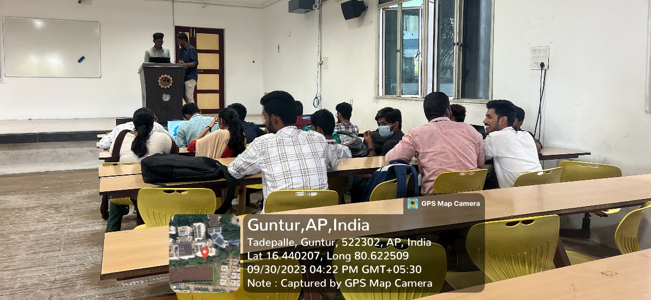 GPS Map Camera
Guntur,AP,India
Tadepalle, Guntur, 522302, AP, India
Lat 16.440207, Long 80.622509
09/30/2023 04:22 PM GMT+05:30
Note : Captured by GPS Map Camera